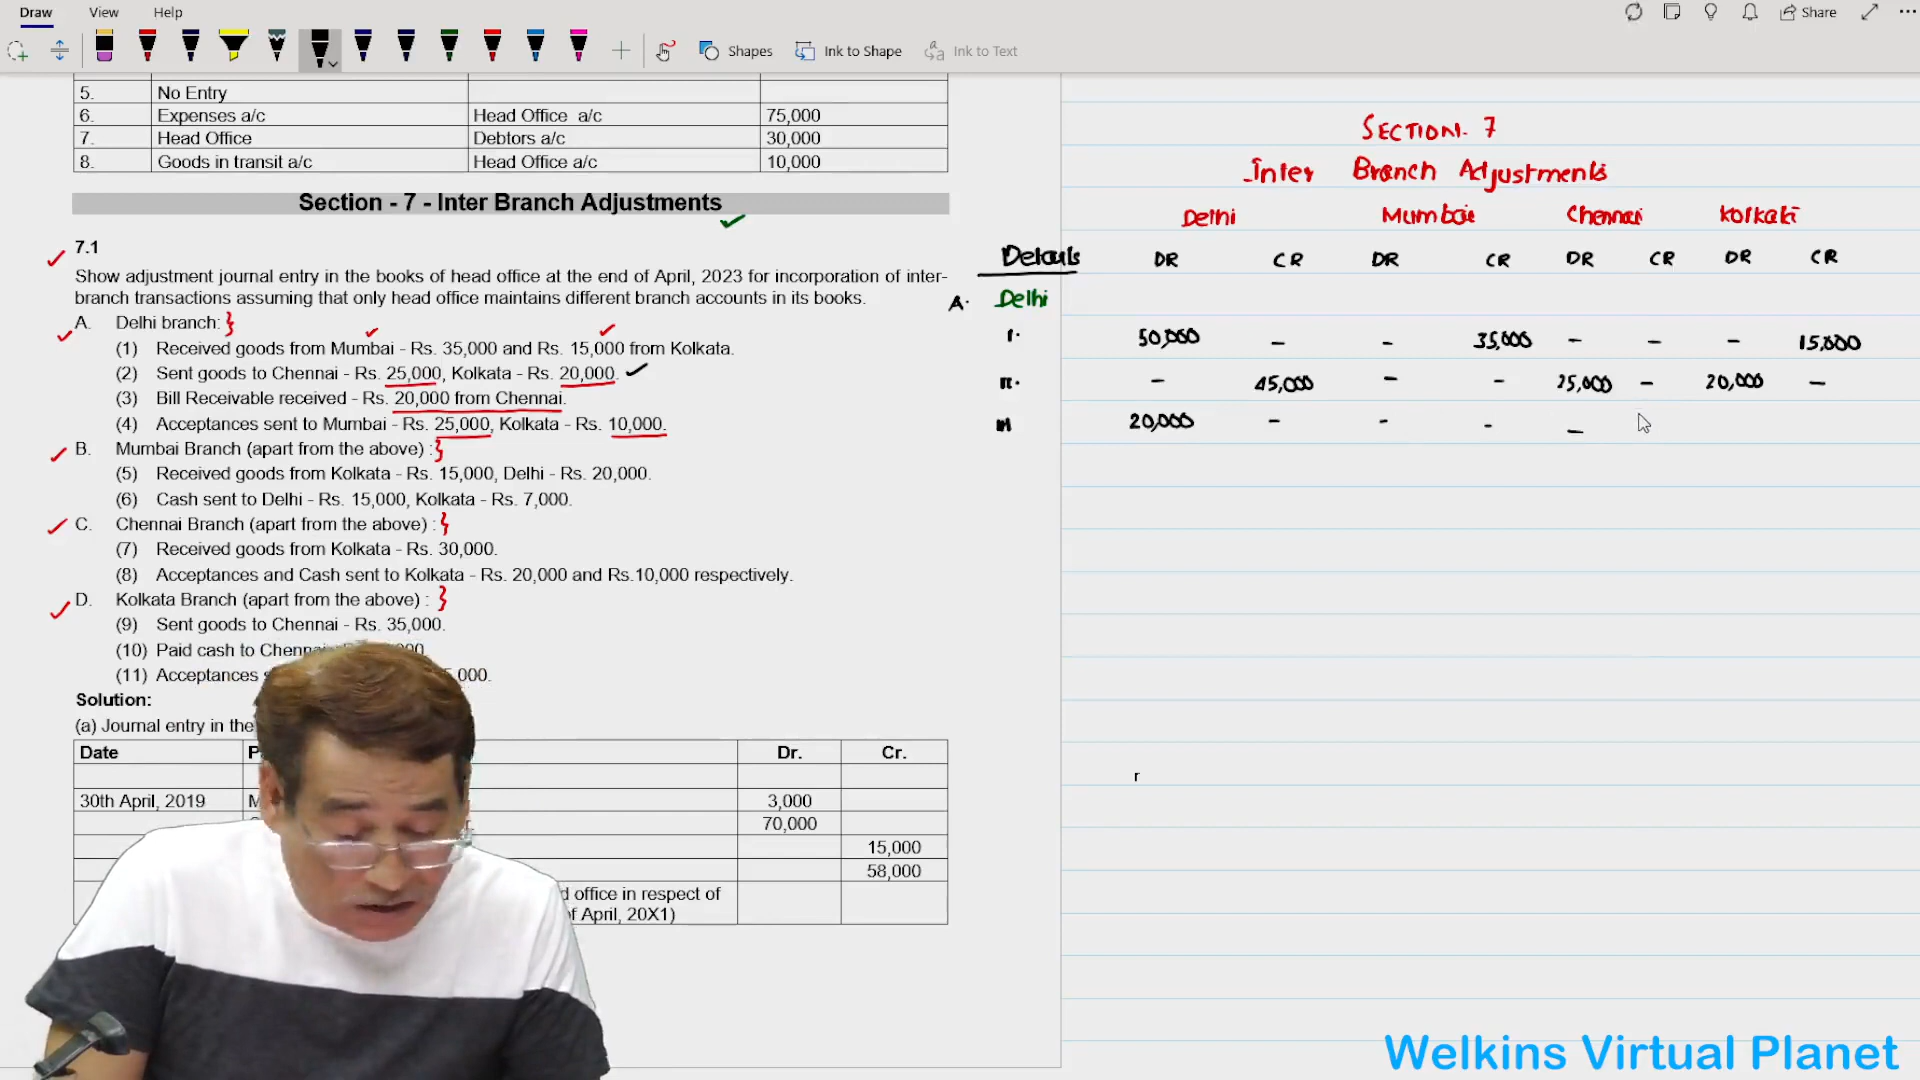 Draw View Help
Share
Shapes Ink to Shape Ink to Text
5. No Entry
6. Expenses a/c Head Office a/c 75,000
7. Head Office Debtors a/c 30,000
8. Goods in transit a/c Head Office a/c 10,000
Section - 7 - Inter Branch Adjustments
7.1
Show adjustment journal entry in the books of head office at the end of April, 2023 for incorporation of inter-
branch transactions assuming that only head office maintains different branch accounts in its books.
A. Delhi branch:
(1) Received goods from Mumbai - Rs. 35,000 and Rs. 15,000 from Kolkata.
(2) Sent goods to Chennai - Rs. 25,000, Kolkata - Rs. 20,000.
(3) Bill Receivable received - Rs. 20,000 from Chennai.
(4) Acceptances sent to Mumbai - Rs. 25,000, Kolkata - Rs. 10,000.
B. Mumbai Branch (apart from the above) :
(5) Received goods from Kolkata - Rs. 15,000, Delhi - Rs. 20,000.
(6) Cash sent to Delhi - Rs. 15,000, Kolkata - Rs. 7,000.
C. Chennai Branch (apart from the above) :
(7) Received goods from Kolkata - Rs. 30,000.
(8) Acceptances and Cash sent to Kolkata - Rs. 20,000 and Rs.10,000 respectively.
D. Kolkata Branch (apart from the above) :
(9) Sent goods to Chennai - Rs. 35,000.
(10) Paid cash to Chennai
(11) Acceptances 000.
Solution:
(a) Journal entry in the
Date Dr. Cr.
30th April, 2019 3,000
70,000
15,000
58,000
office in respect of
April, 20X1)
SECTION. 7
Inter Branch Adjustments
Delhi Mumbai Chennai Kolkata
Details DR CR DR CR DR CR DR CR
A. Delhi
I. 50,000 - - 35,000 - - - 15,000
II. - 45,000 - - 25,000 - 20,000 -
III 20,000 - - - -
r
Welkins Virtual Planet